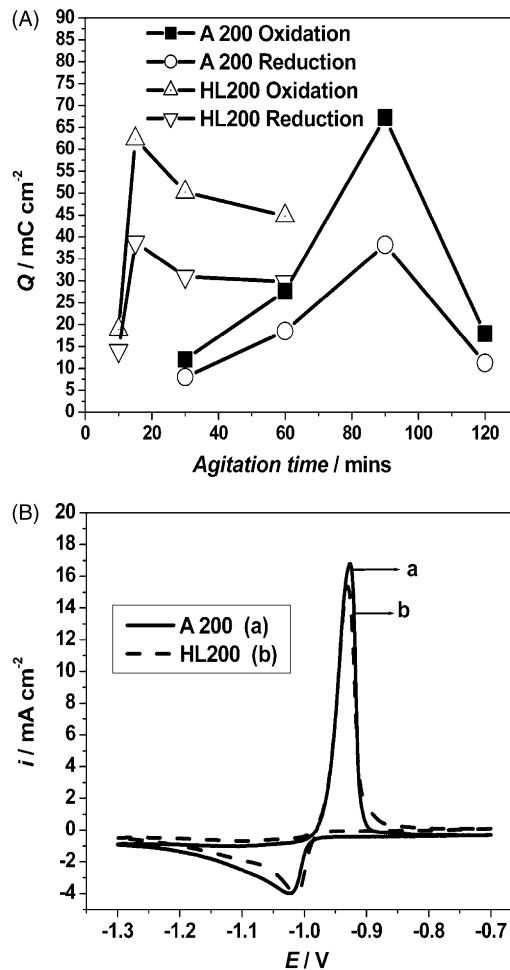 (A)
90
85
80
75
70
65
60
55
50
45
40
35
30
25
20
15
10
5
0
Q / mC cm-2
A 200 Oxidation
A 200 Reduction
HL200 Oxidation
HL200 Reduction
0 20 40 60 80 100 120
Agitation time / mins
(B)
20
18
16
14
12
10
8
6
4
2
0
-2
-4
i / mA cm-2
a
b
A 200 (a)
HL200 (b)
-1.3 -1.2 -1.1 -1.0 -0.9 -0.8 -0.7
E / V